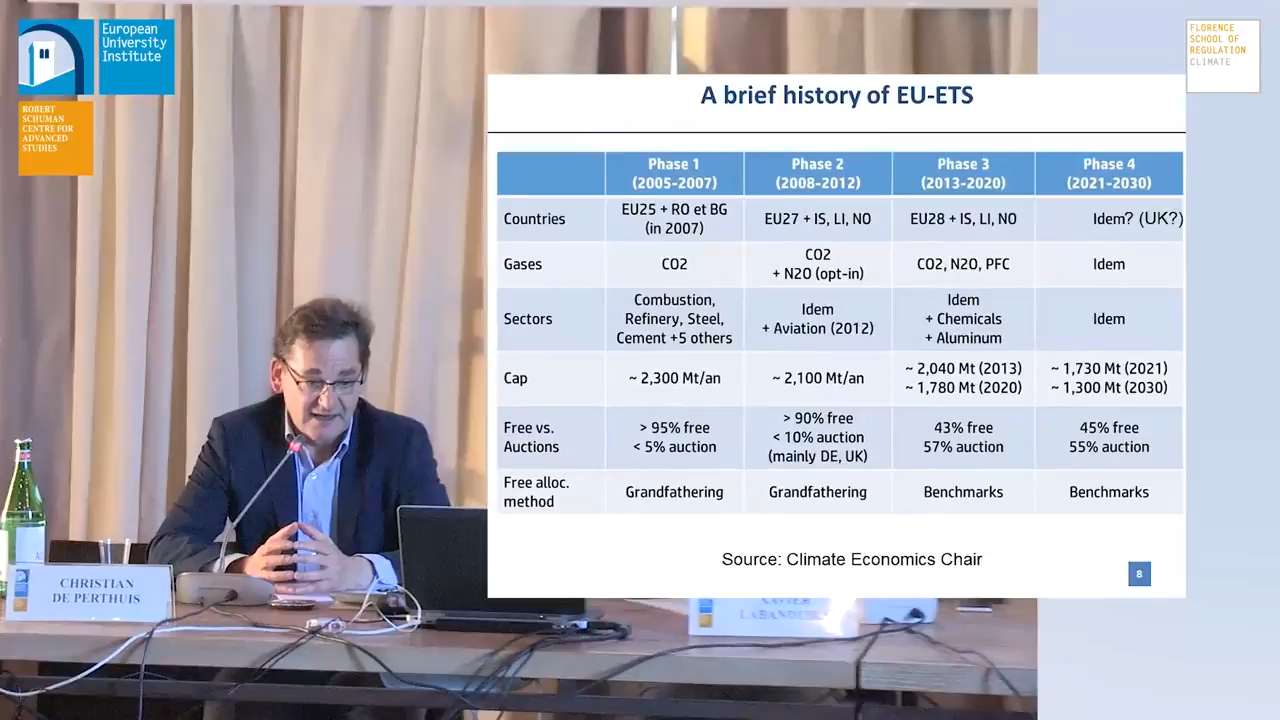 European
University
Institute
ROBERT
SCHUMAN
CENTRE FOR
ADVANCED
STUDIES
FLORENCE
SCHOOL OF
REGULATION
CLIMATE
A brief history of EU-ETS
Phase 1
(2005-2007)
Phase 2
(2008-2012)
Phase 3
(2013-2020)
Phase 4
(2021-2030)
Countries
EU25 + RO et BG
(in 2007)
EU27 + IS, LI, NO
EU28 + IS, LI, NO
Idem? (UK?)
Gases
CO2
CO2
+ N2O (opt-in)
CO2, N2O, PFC
Idem
Sectors
Combustion,
Refinery, Steel,
Cement +5 others
Idem
+ Aviation (2012)
Idem
+ Chemicals
+ Aluminum
Idem
Cap
~ 2,300 Mt/an
~ 2,100 Mt/an
~ 2,040 Mt (2013)
~ 1,780 Mt (2020)
~ 1,730 Mt (2021)
~ 1,300 Mt (2030)
Free vs.
Auctions
> 95% free
< 5% auction
> 90% free
< 10% auction
(mainly DE, UK)
43% free
57% auction
45% free
55% auction
Free alloc.
method
Grandfathering
Grandfathering
Benchmarks
Benchmarks
Source: Climate Economics Chair
8
CHRISTIAN
DE PERTHUIS